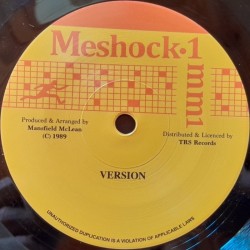 Meshock·1
mm1
Produced & Arranged by
Mansfield McLean
(C) 1989
Distributed & Licenced by
TRS Records
VERSION
UNAUTHORIZED DUPLICATION IS A VIOLATION OF APPLICABLE LAWS